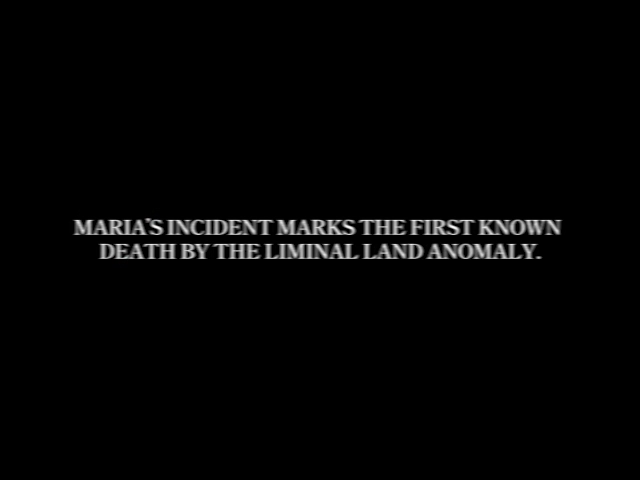 MARIA'S INCIDENT MARKS THE FIRST KNOWN
DEATH BY THE LIMINAL LAND ANOMALY.